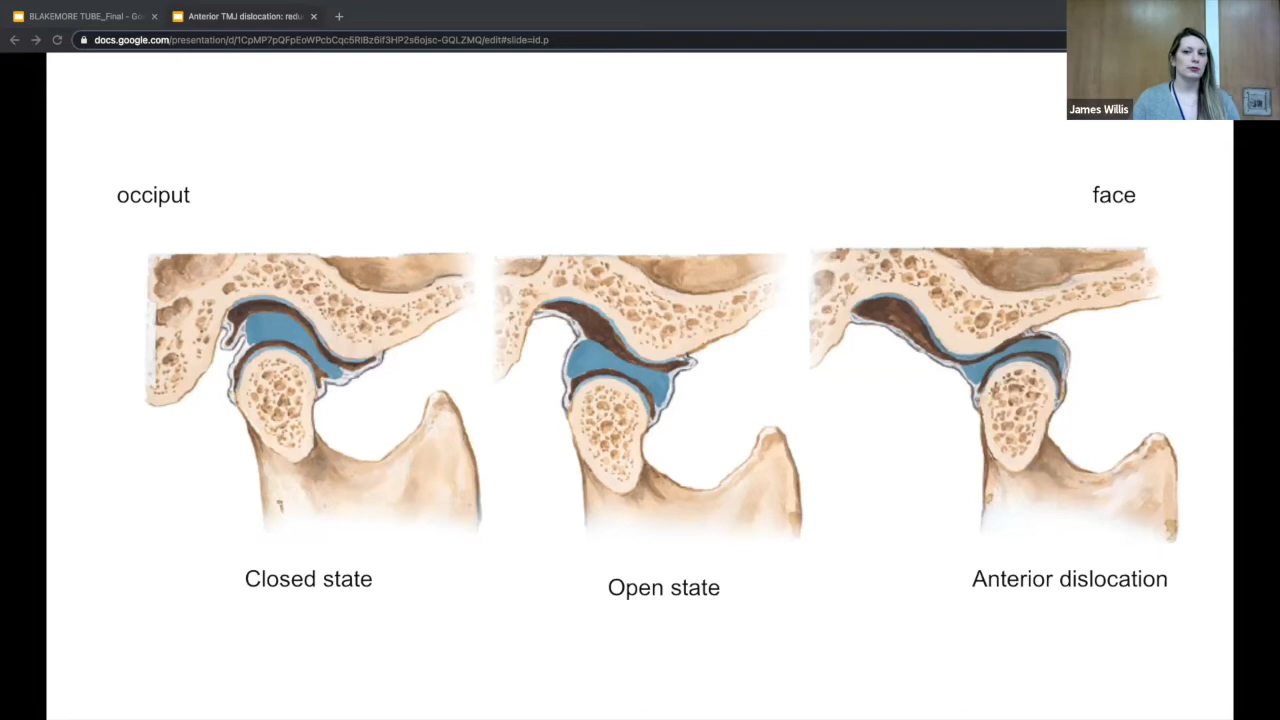 BLAKEMORE TUBE_Final - Go
Anterior TMJ dislocation: redu
docs.google.com/presentation/d/1CpMP7pQFpEoWPcbCqc5RlBz6if3HP2s6ojsc-GQLZMQ/edit#slide=id.p
James Willis
occiput
face
Closed state
Open state
Anterior dislocation